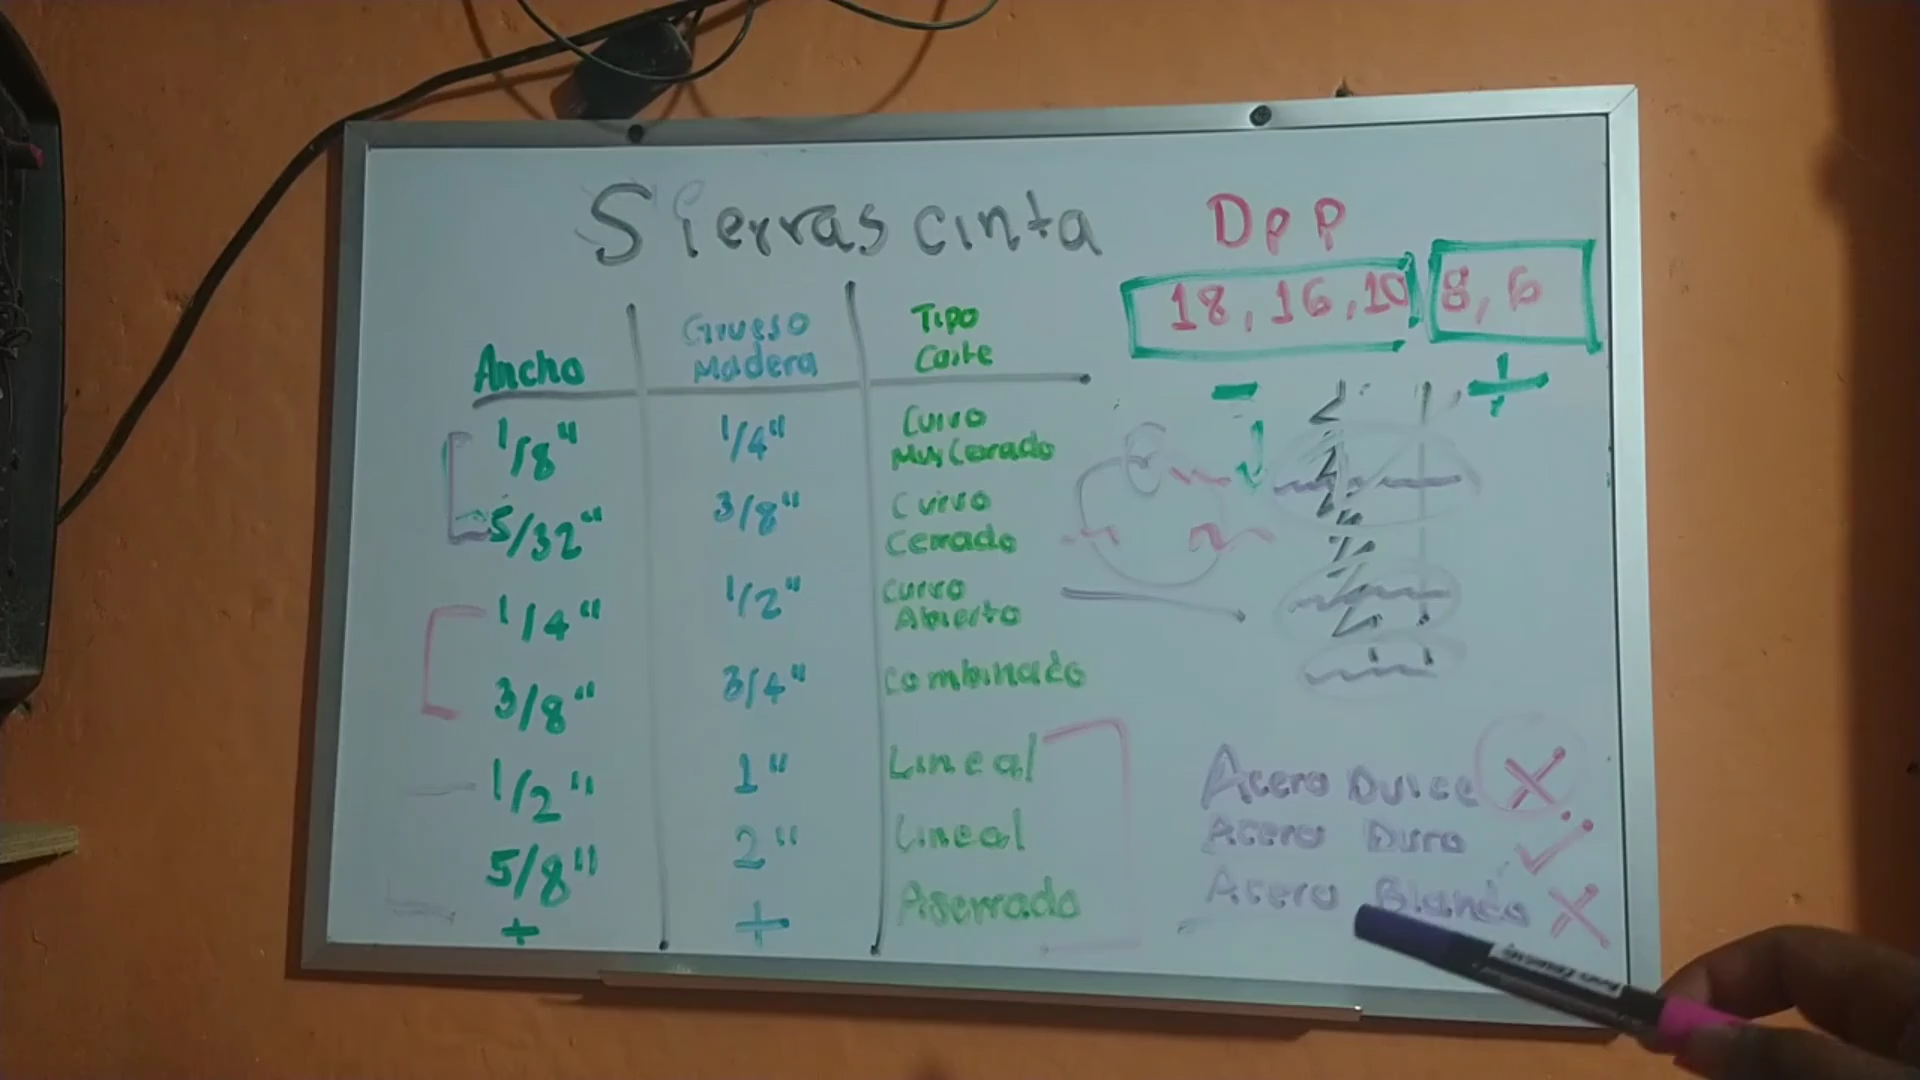 Sierras cinta
DPP
18, 16, 10 8, 6
- +
Ancho Grueso Madera Tipo Corte
1/8" 1/4" Curvo Muy Cerrado
5/32" 3/8" Curvo Cerrado
1/4" 1/2" Curvo Abierto
3/8" 3/4" Combinado
1/2" 1" Lineal
5/8" 2" Lineal
+ + Aserrado
Acero Dulce X
Acero Duro ✓
Acero Blando X